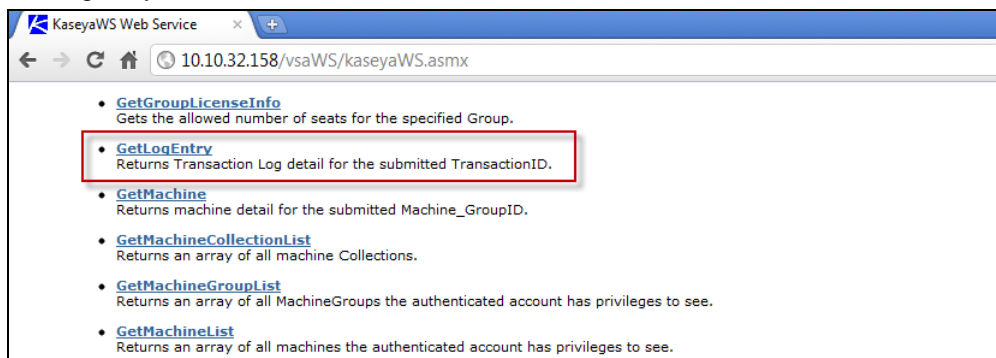 KaseyaWS Web Service
10.10.32.158/vsaWS/kaseyaWS.asmx
GetGroupLicenseInfo
Gets the allowed number of seats for the specified Group.
GetLogEntry
Returns Transaction Log detail for the submitted TransactionID.
GetMachine
Returns machine detail for the submitted Machine_GroupID.
GetMachineCollectionList
Returns an array of all machine Collections.
GetMachineGroupList
Returns an array of all MachineGroups the authenticated account has privileges to see.
GetMachineList
Returns an array of all machines the authenticated account has privileges to see.